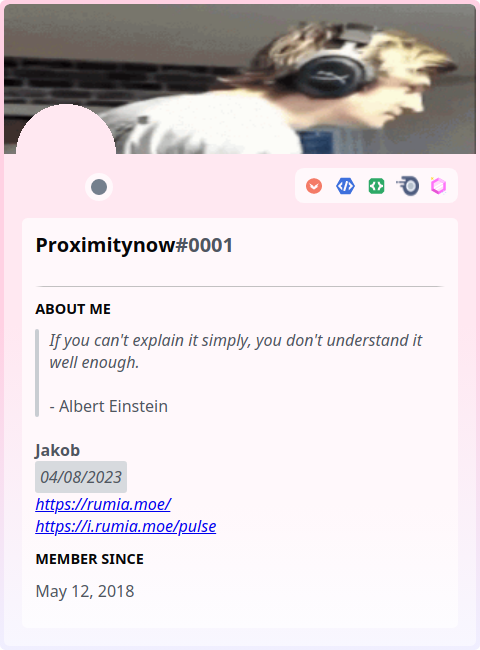 Proximitynow#0001
ABOUT ME
If you can't explain it simply, you don't understand it
well enough.
- Albert Einstein
Jakob
04/08/2023
https://rumia.moe/
https://i.rumia.moe/pulse
MEMBER SINCE
May 12, 2018